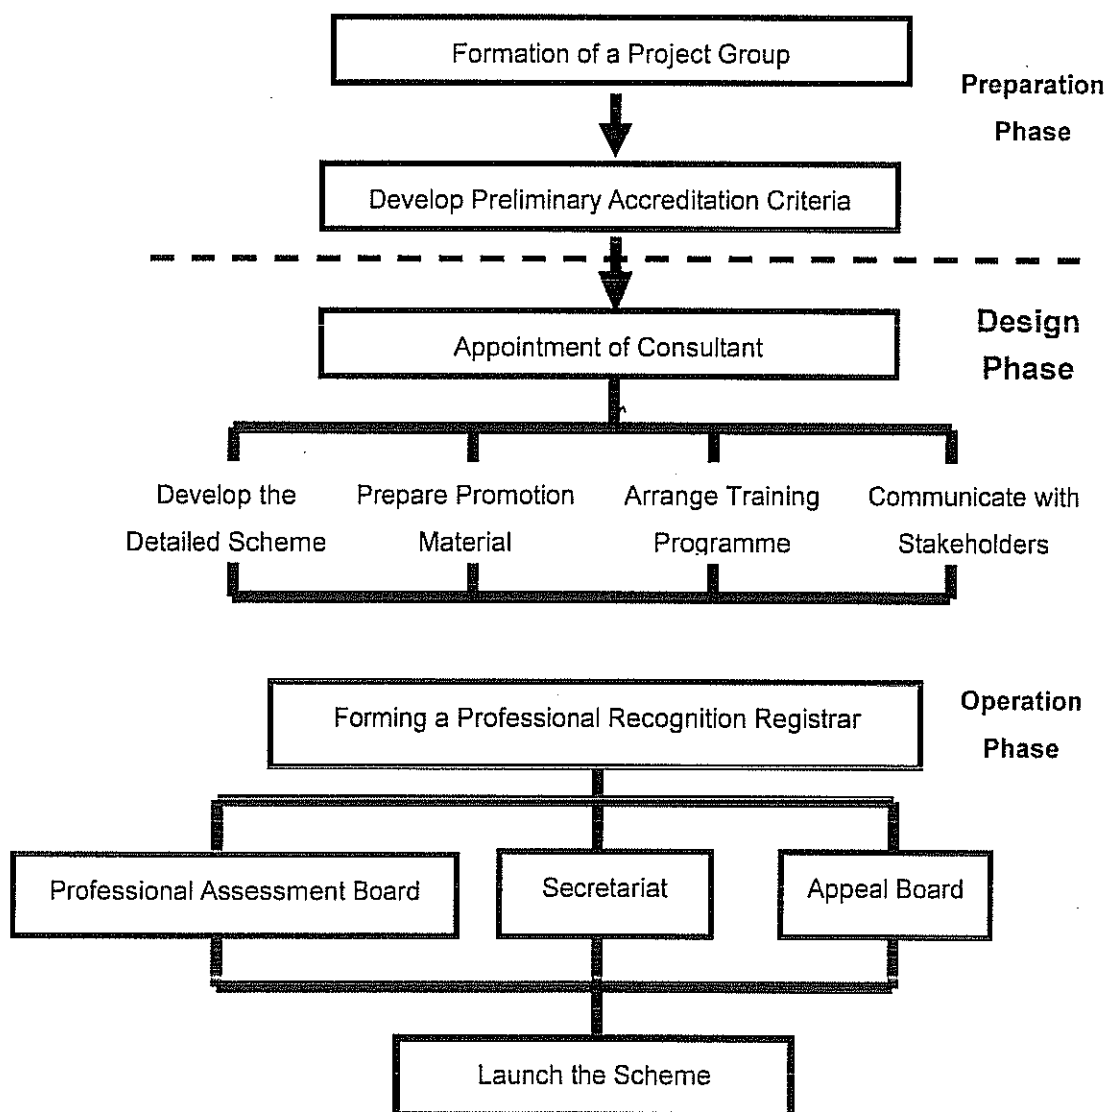 Formation of a Project Group
Preparation
Phase
Develop Preliminary Accreditation Criteria
Design
Phase
Appointment of Consultant
Develop the
Detailed Scheme
Prepare Promotion
Material
Arrange Training
Programme
Communicate with
Stakeholders
Operation
Phase
Forming a Professional Recognition Registrar
Professional Assessment Board
Secretariat
Appeal Board
Launch the Scheme